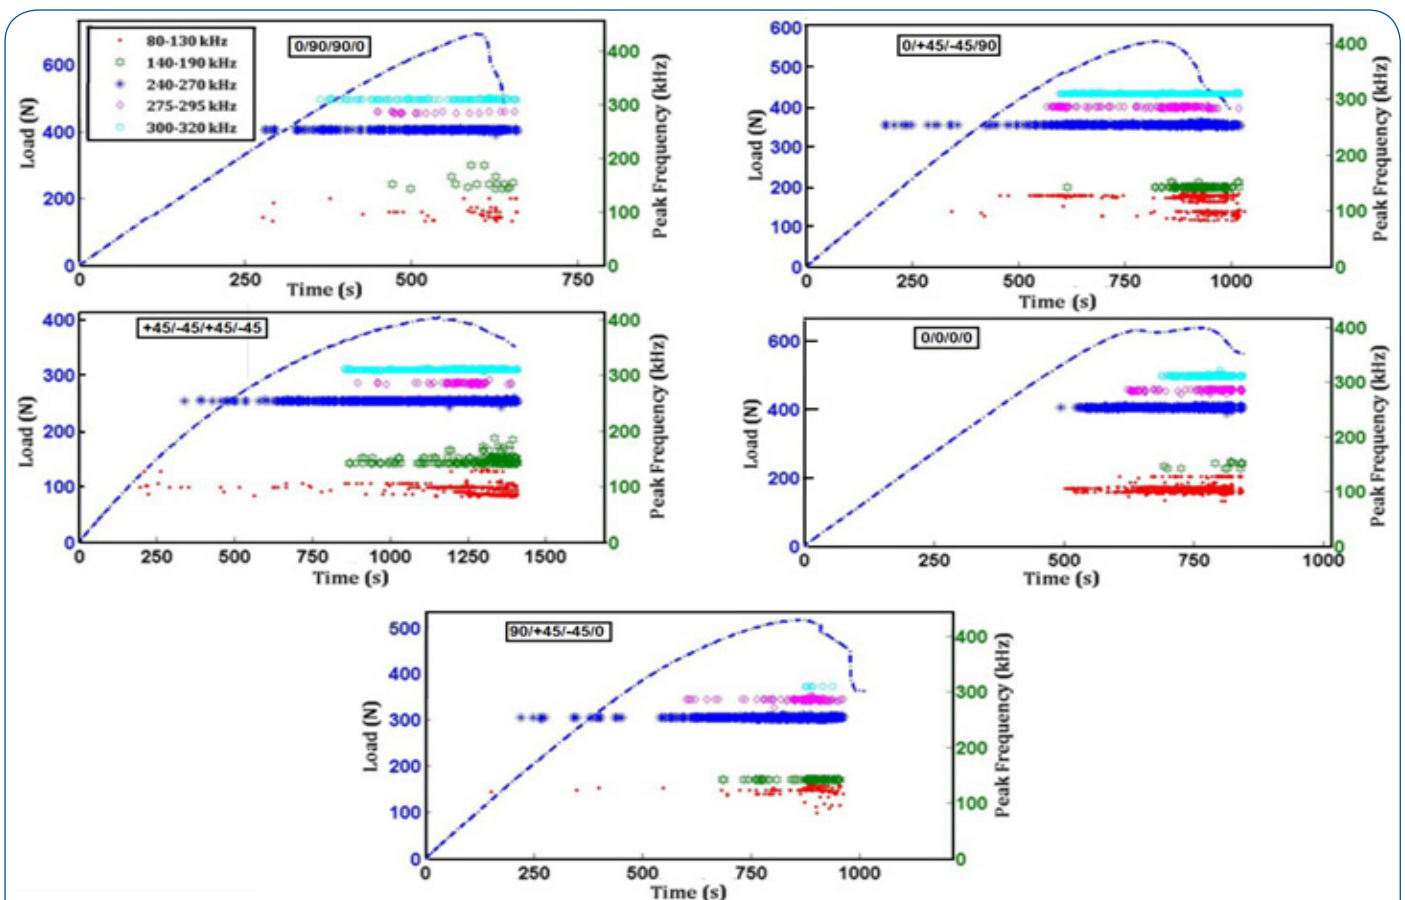 0/90/90/0
80-130 kHz
140-190 kHz
240-270 kHz
275-295 kHz
300-320 kHz
Load (N)
600
400
200
0
0 250 500 750
Time (s)
400
300
200
100
0
Peak Frequency (kHz)
0/+45/-45/90
Load (N)
600
500
400
300
200
100
0
0 250 500 750 1000
Time (s)
400
300
200
100
0
Peak Frequency (kHz)
+45/-45/+45/-45
Load (N)
400
300
200
100
0
0 250 500 750 1000 1250 1500
Time (s)
400
300
200
100
0
Peak Frequency (kHz)
0/0/0/0
Load (N)
600
400
200
0
0 250 500 750 1000
Time (s)
400
300
200
100
0
Peak Frequency (kHz)
90/+45/-45/0
Load (N)
500
400
300
200
100
0
0 250 500 750 1000
Time (s)
400
300
200
100
0
Peak Frequency (kHz)